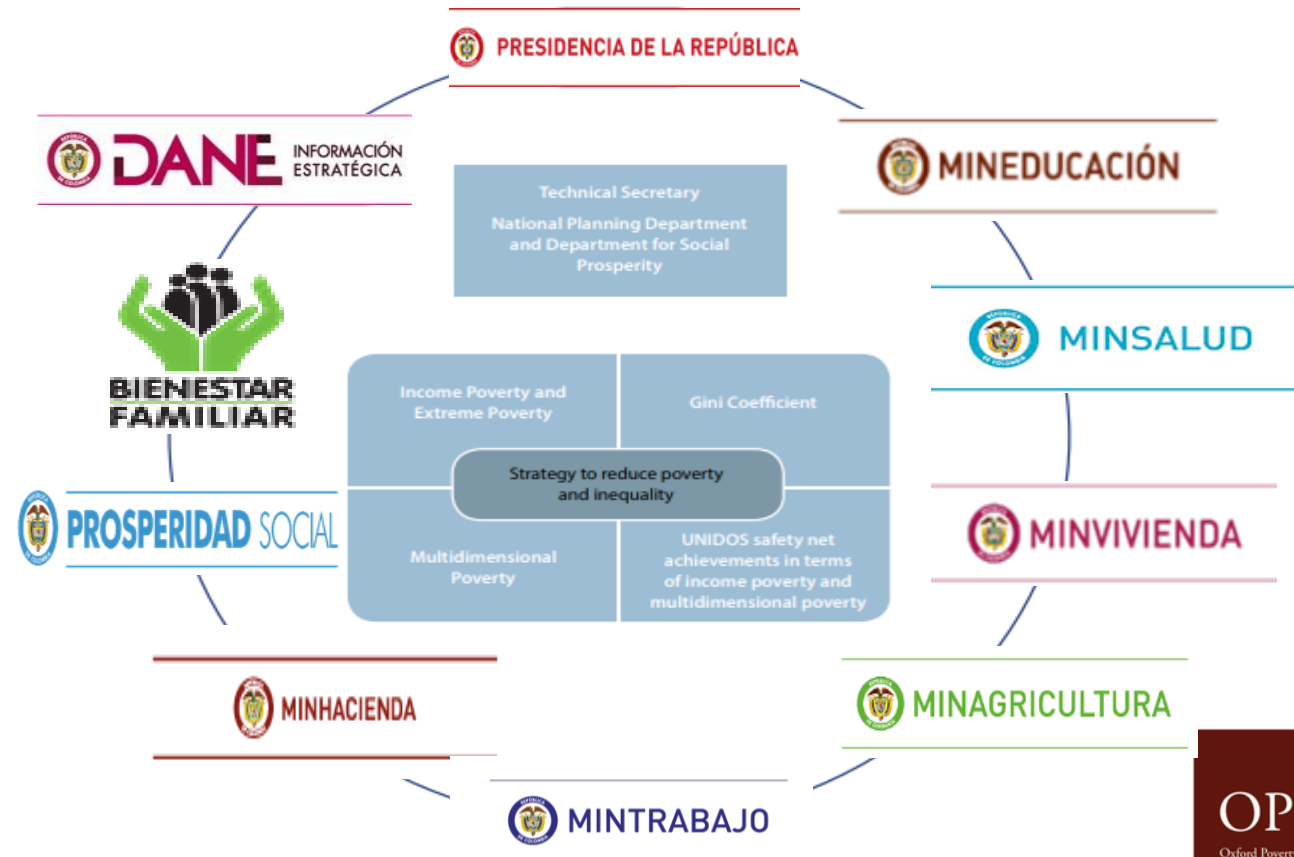 PRESIDENCIA DE LA REPÚBLICA
DANE INFORMACIÓN
ESTRATÉGICA
MINEDUCACIÓN
Technical Secretary
National Planning Department
and Department for Social
Prosperity
BIENESTAR
FAMILIAR
MINSALUD
Income Poverty and
Extreme Poverty
Gini Coefficient
Strategy to reduce poverty
and inequality
Multidimensional
Poverty
UNIDOS safety net
achievements in terms
of income poverty and
multidimensional poverty
PROSPERIDAD SOCIAL
MINVIVIENDA
MINHACIENDA
MINAGRICULTURA
MINTRABAJO
OP
Oxford Povert